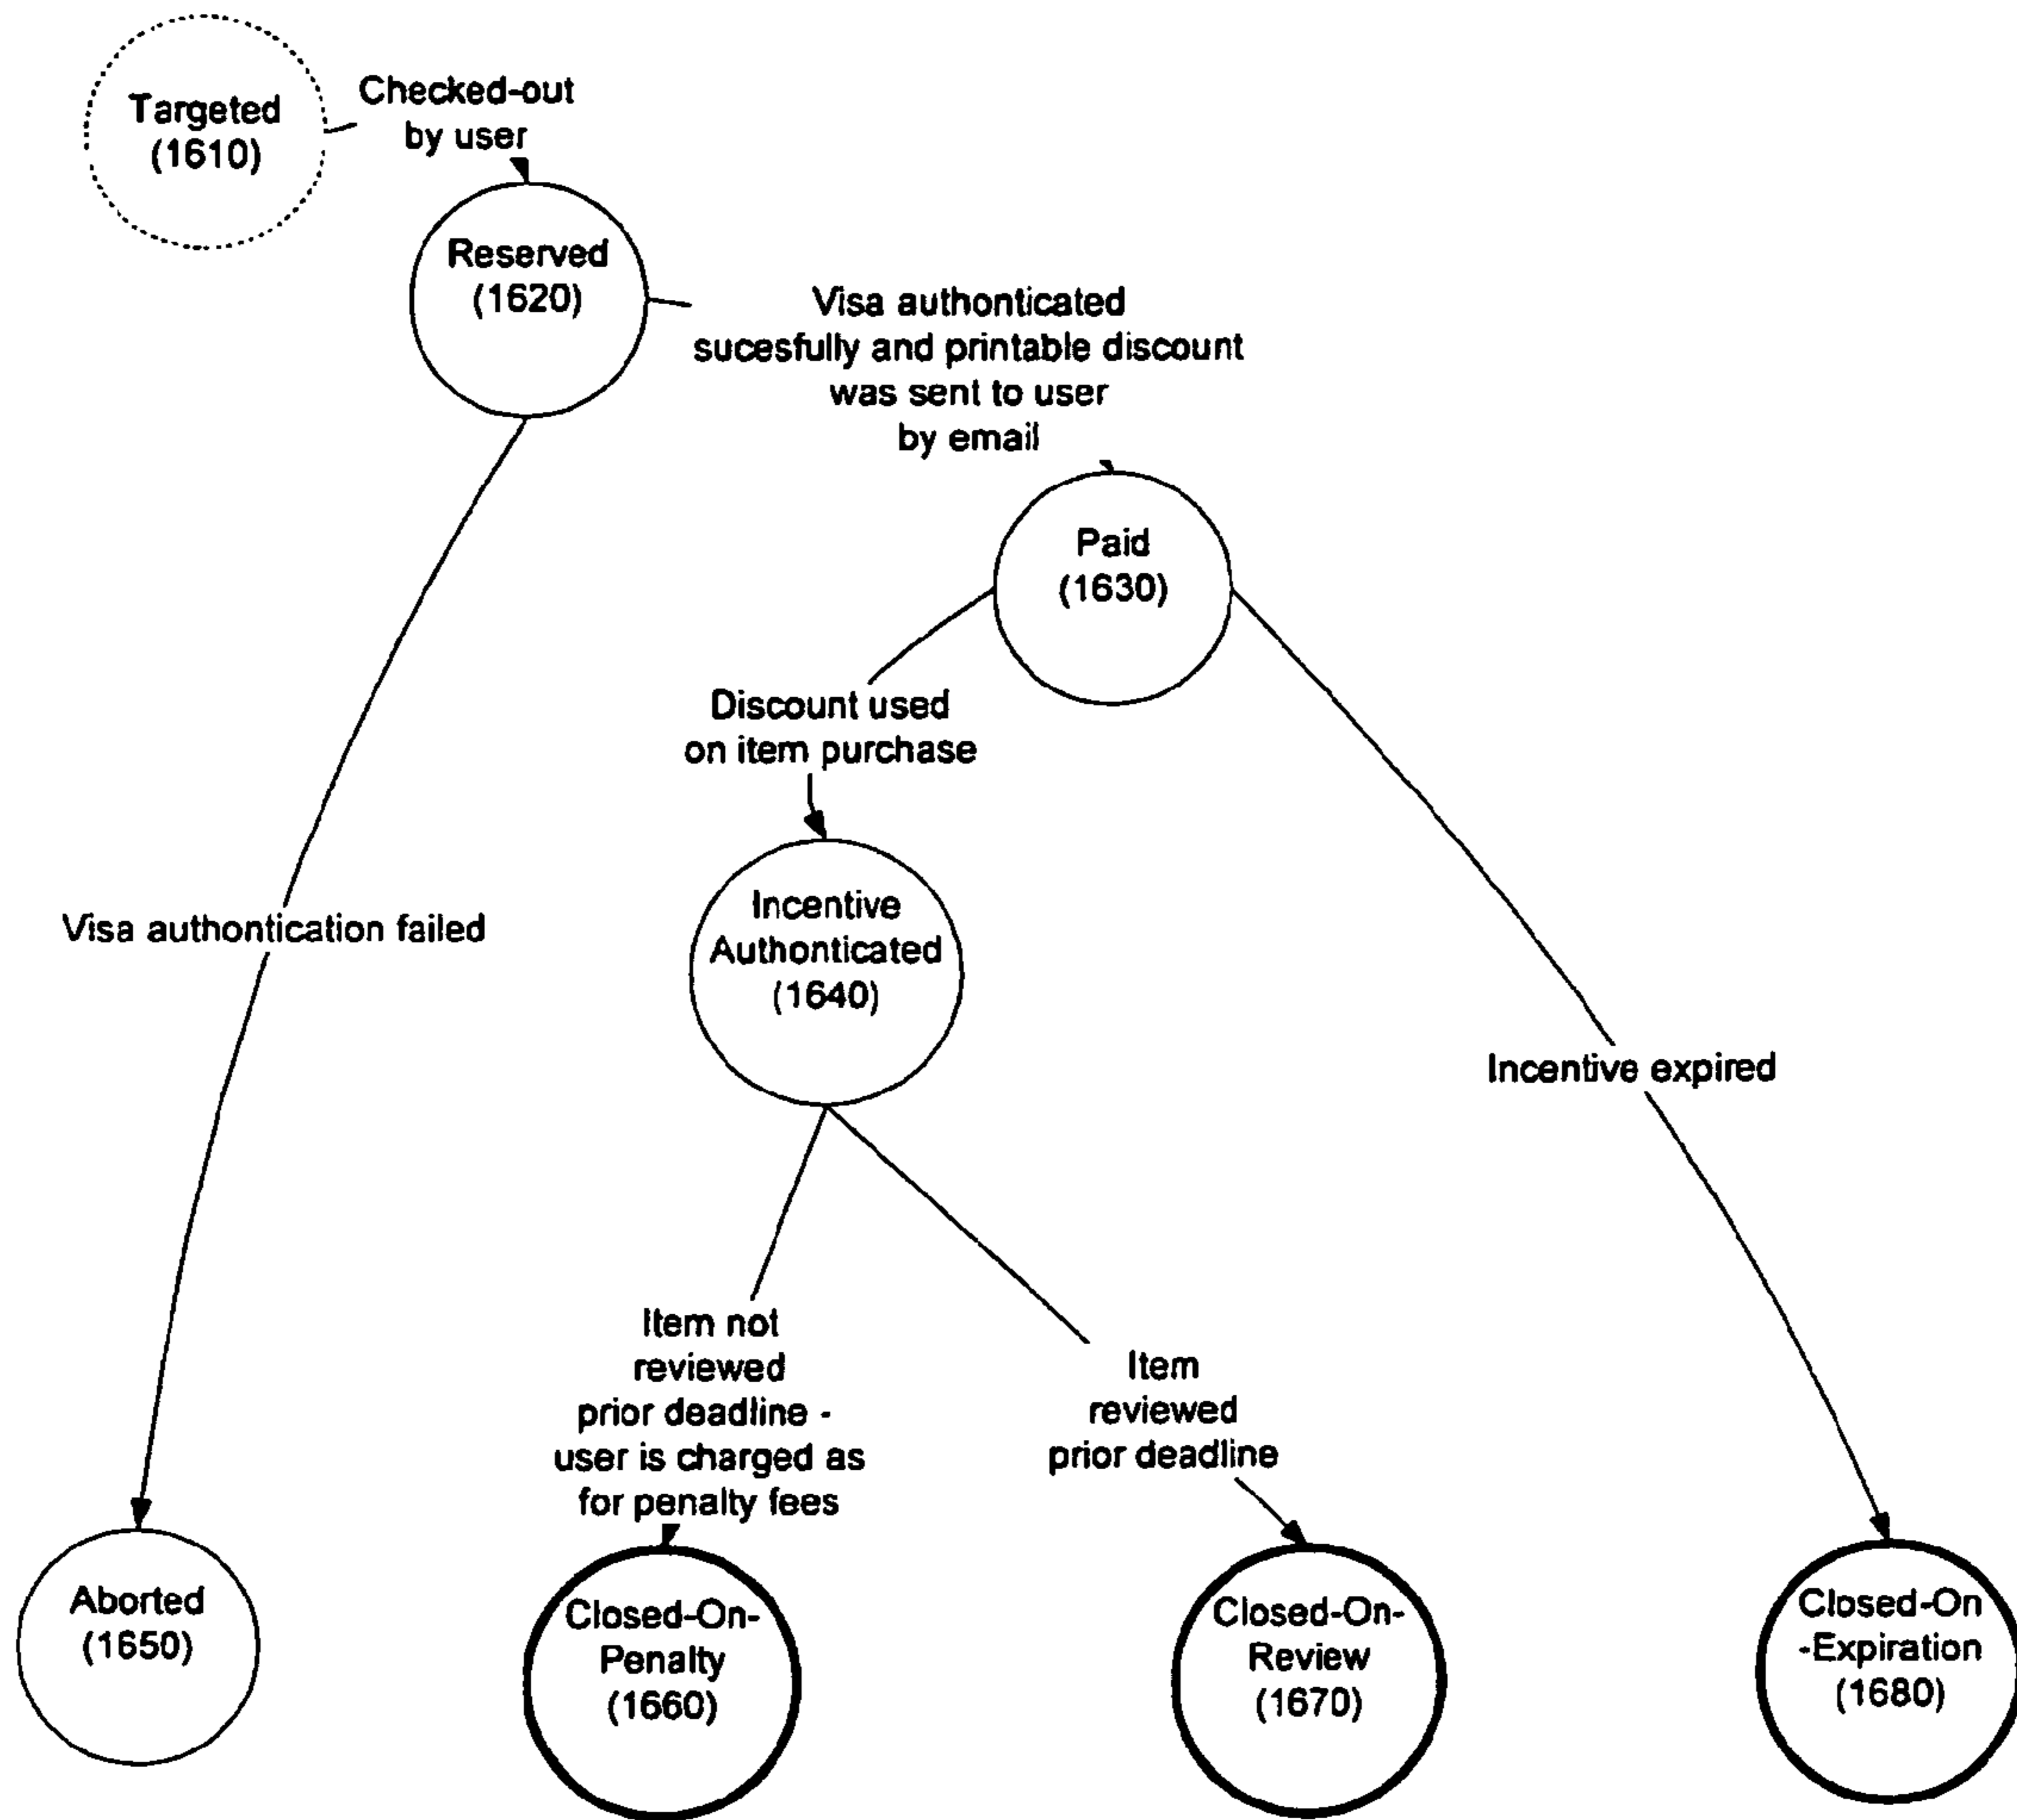 Targeted
(1610)
Checked-out
by user
Reserved
(1620)
Visa authonticated
sucesfully and printable discount
was sent to user
by email
Paid
(1630)
Discount used
on item purchase
Incentive
Authonticated
(1640)
Visa authontication failed
Incentive expired
Item not
reviewed
prior deadline -
user is charged as
for penalty fees
Item
reviewed
prior deadline
Aborted
(1650)
Closed-On-
Penalty
(1660)
Closed-On-
Review
(1670)
Closed-On
-Expiration
(1680)